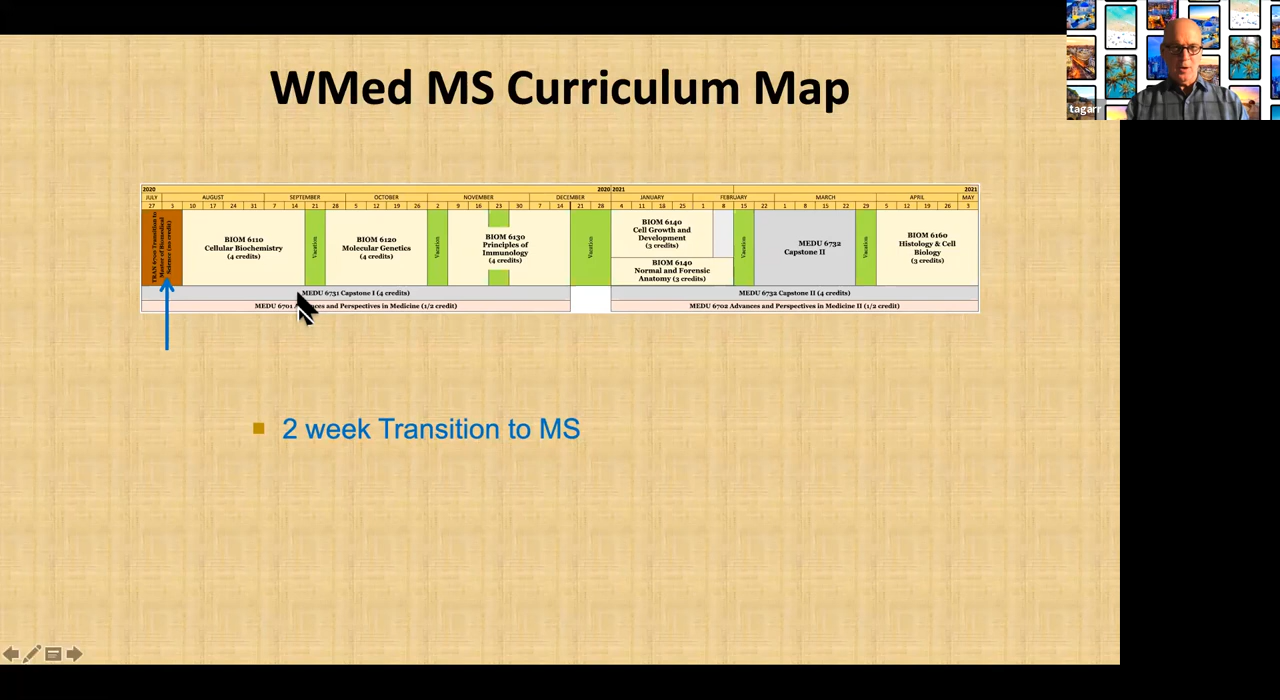 WMed MS Curriculum Map
tagarr
2020 2020 2021 2021
JULY AUGUST SEPTEMBER OCTOBER NOVEMBER DECEMBER JANUARY FEBRUARY MARCH APRIL MAY
27 3 10 17 24 31 7 14 21 28 5 12 19 26 2 9 16 23 30 7 14 21 28 4 11 18 25 1 8 15 22 1 8 15 22 29 5 12 19 26 3
TRAN 6700 Transition to
Master of Biomedical
Science (no credit)
BIOM 6110
Cellular Biochemistry
(4 credits)
Vacation
BIOM 6120
Molecular Genetics
(4 credits)
Vacation
BIOM 6130
Principles of
Immunology
(4 credits)
Vacation
BIOM 6140
Cell Growth and
Development
(3 credits)
BIOM 6140
Normal and Forensic
Anatomy (3 credits)
Vacation
MEDU 6732
Capstone II
Vacation
BIOM 6160
Histology & Cell
Biology
(3 credits)
MEDU 6731 Capstone I (4 credits)
MEDU 6732 Capstone II (4 credits)
MEDU 6701 and Perspectives in Medicine (1/2 credit)
MEDU 6702 Advances and Perspectives in Medicine II (1/2 credit)
2 week Transition to MS